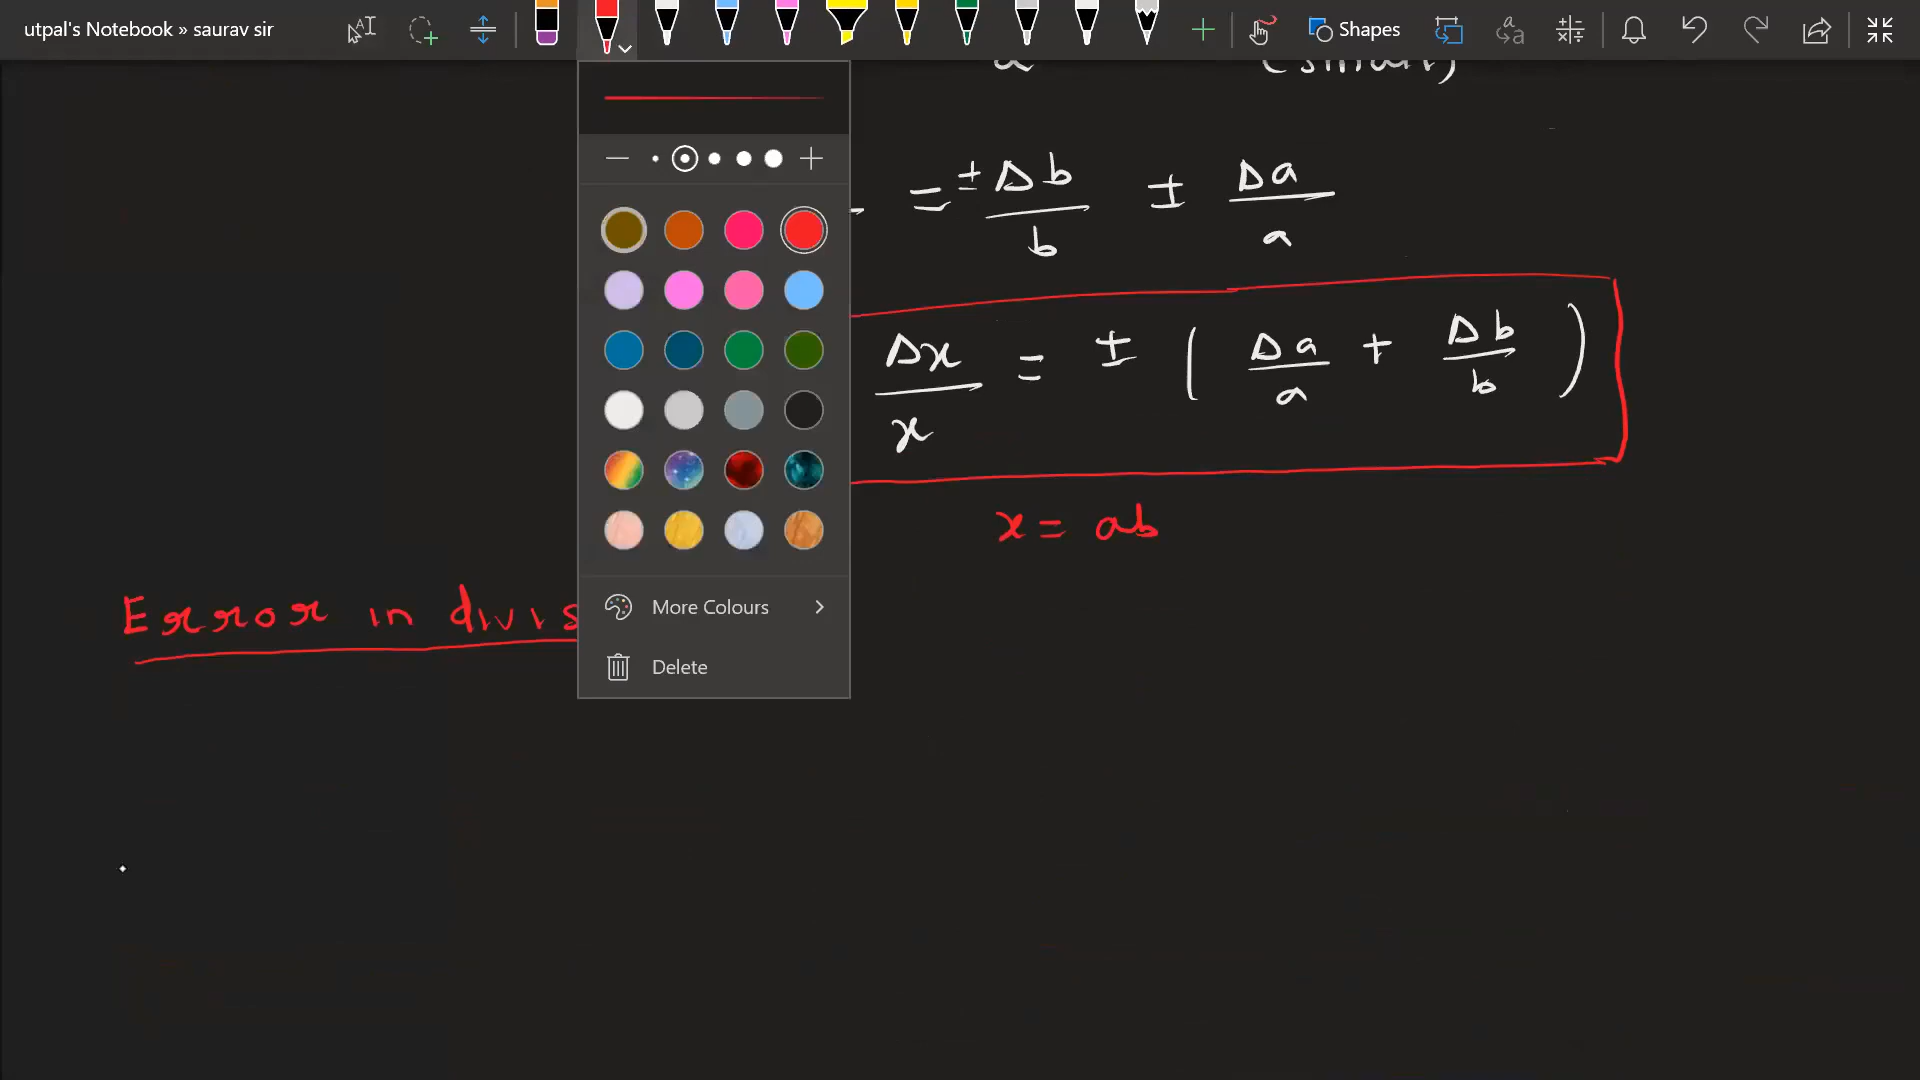 utpal's Notebook » saurav sir
Shapes
= ± Δb/b ± Δa/a
Δx/x = ± ( Δa/a + Δb/b )
x = ab
Error in divis
More Colours
Delete